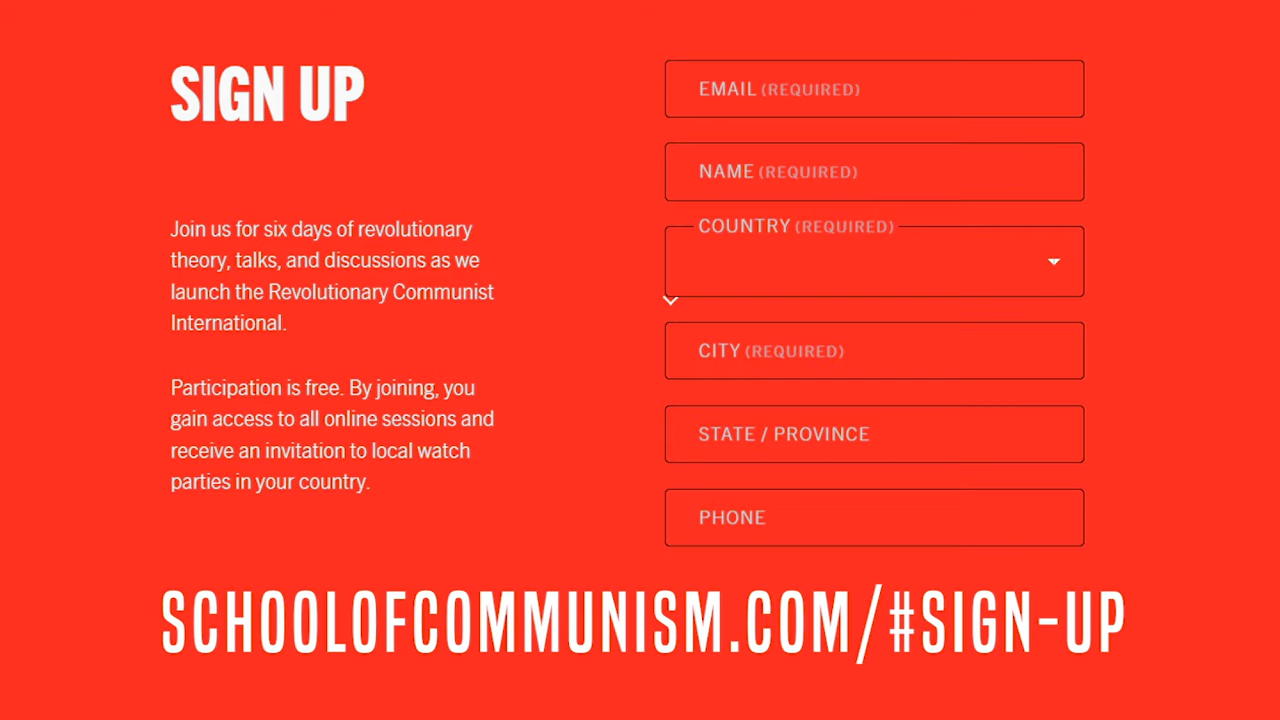 SIGN UP
Join us for six days of revolutionary
theory, talks, and discussions as we
launch the Revolutionary Communist
International.
Participation is free. By joining, you
gain access to all online sessions and
receive an invitation to local watch
parties in your country.
EMAIL (REQUIRED)
NAME (REQUIRED)
COUNTRY (REQUIRED)
CITY (REQUIRED)
STATE / PROVINCE
PHONE
SCHOOLOFCOMMUNISM.COM/#SIGN-UP